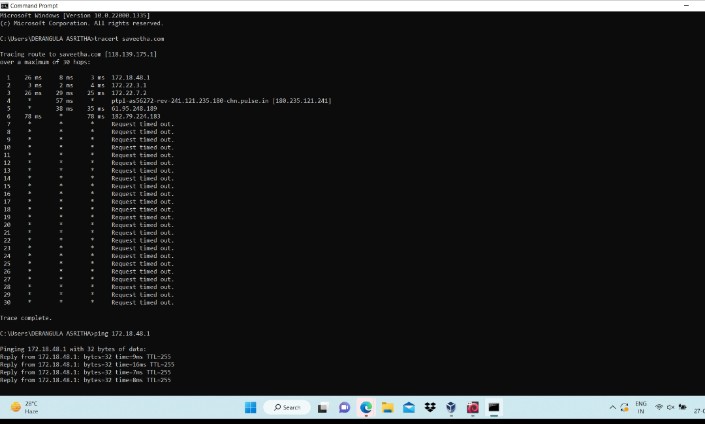 Command Prompt
Microsoft Windows [Version 10.0.22000.1335]
(c) Microsoft Corporation. All rights reserved.
C:\Users\DERANGULA ASRITHA>tracert saveetha.com
Tracing route to saveetha.com [118.139.175.1]
over a maximum of 30 hops:
1 26 ms 8 ms 3 ms 172.18.48.1
2 3 ms 2 ms 4 ms 172.22.3.1
3 26 ms 29 ms 25 ms 172.22.7.2
4 * 57 ms * ptpl-as56272-rev-241.121.235.180-chn.pulse.in [180.235.121.241]
5 * 38 ms 35 ms 61.95.248.189
6 78 ms * 78 ms 182.79.224.183
7 * * * Request timed out.
8 * * * Request timed out.
9 * * * Request timed out.
10 * * * Request timed out.
11 * * * Request timed out.
12 * * * Request timed out.
13 * * * Request timed out.
14 * * * Request timed out.
15 * * * Request timed out.
16 * * * Request timed out.
17 * * * Request timed out.
18 * * * Request timed out.
19 * * * Request timed out.
20 * * * Request timed out.
21 * * * Request timed out.
22 * * * Request timed out.
23 * * * Request timed out.
24 * * * Request timed out.
25 * * * Request timed out.
26 * * * Request timed out.
27 * * * Request timed out.
28 * * * Request timed out.
29 * * * Request timed out.
30 * * * Request timed out.
Trace complete.
C:\Users\DERANGULA ASRITHA>ping 172.18.48.1
Pinging 172.18.48.1 with 32 bytes of data:
Reply from 172.18.48.1: bytes=32 time=9ms TTL=255
Reply from 172.18.48.1: bytes=32 time=16ms TTL=255
Reply from 172.18.48.1: bytes=32 time=7ms TTL=255
Reply from 172.18.48.1: bytes=32 time=8ms TTL=255
28°C
Haze
Search
ENG
IN